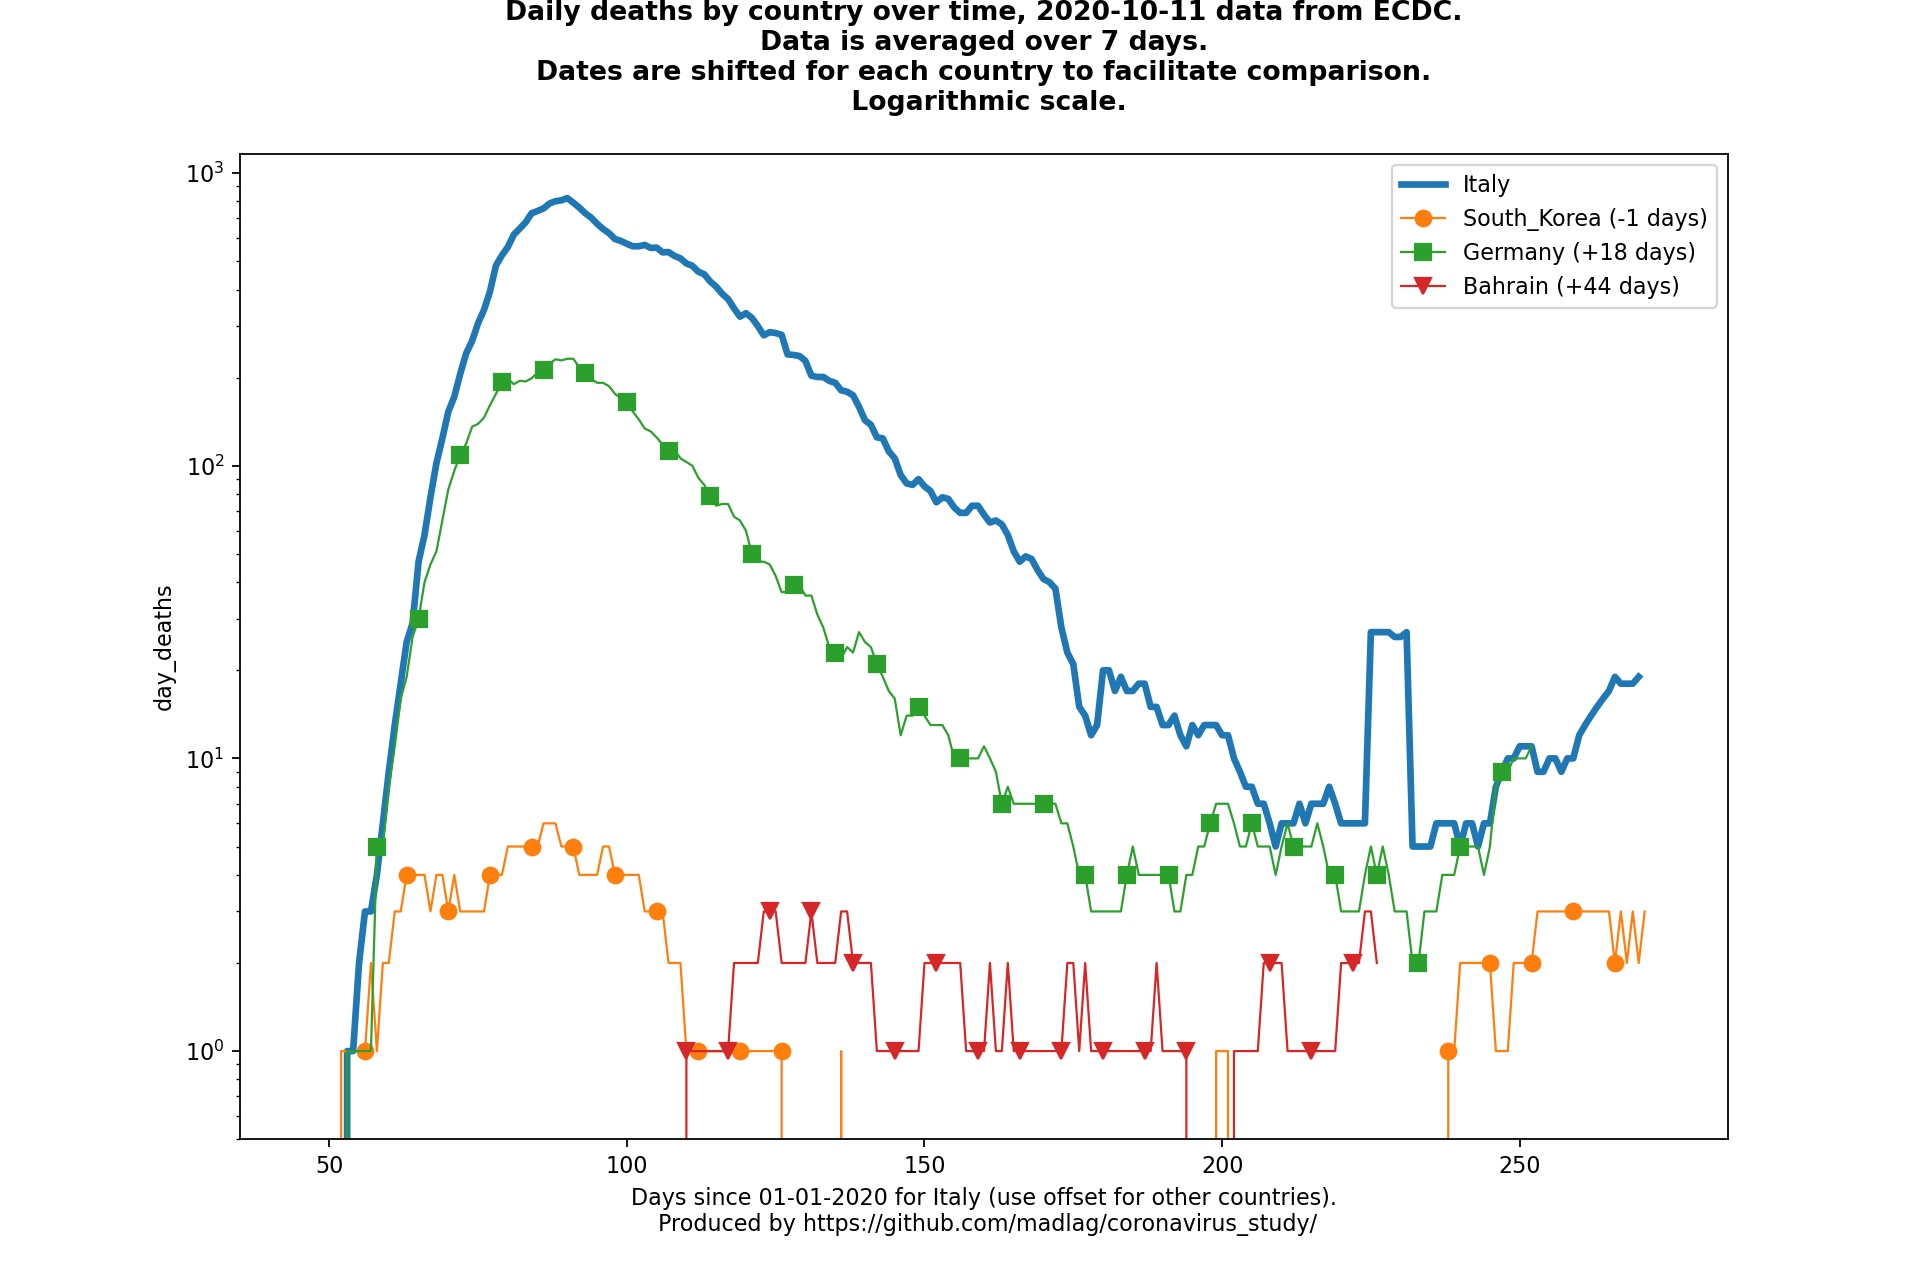 Daily deaths by country over time, 2020-10-11 data from ECDC.
Data is averaged over 7 days.
Dates are shifted for each country to facilitate comparison.
Logarithmic scale.
10³
10²
10¹
10⁰
day_deaths
Italy
South_Korea (-1 days)
Germany (+18 days)
Bahrain (+44 days)
50 100 150 200 250
Days since 01-01-2020 for Italy (use offset for other countries).
Produced by https://github.com/madlag/coronavirus_study/